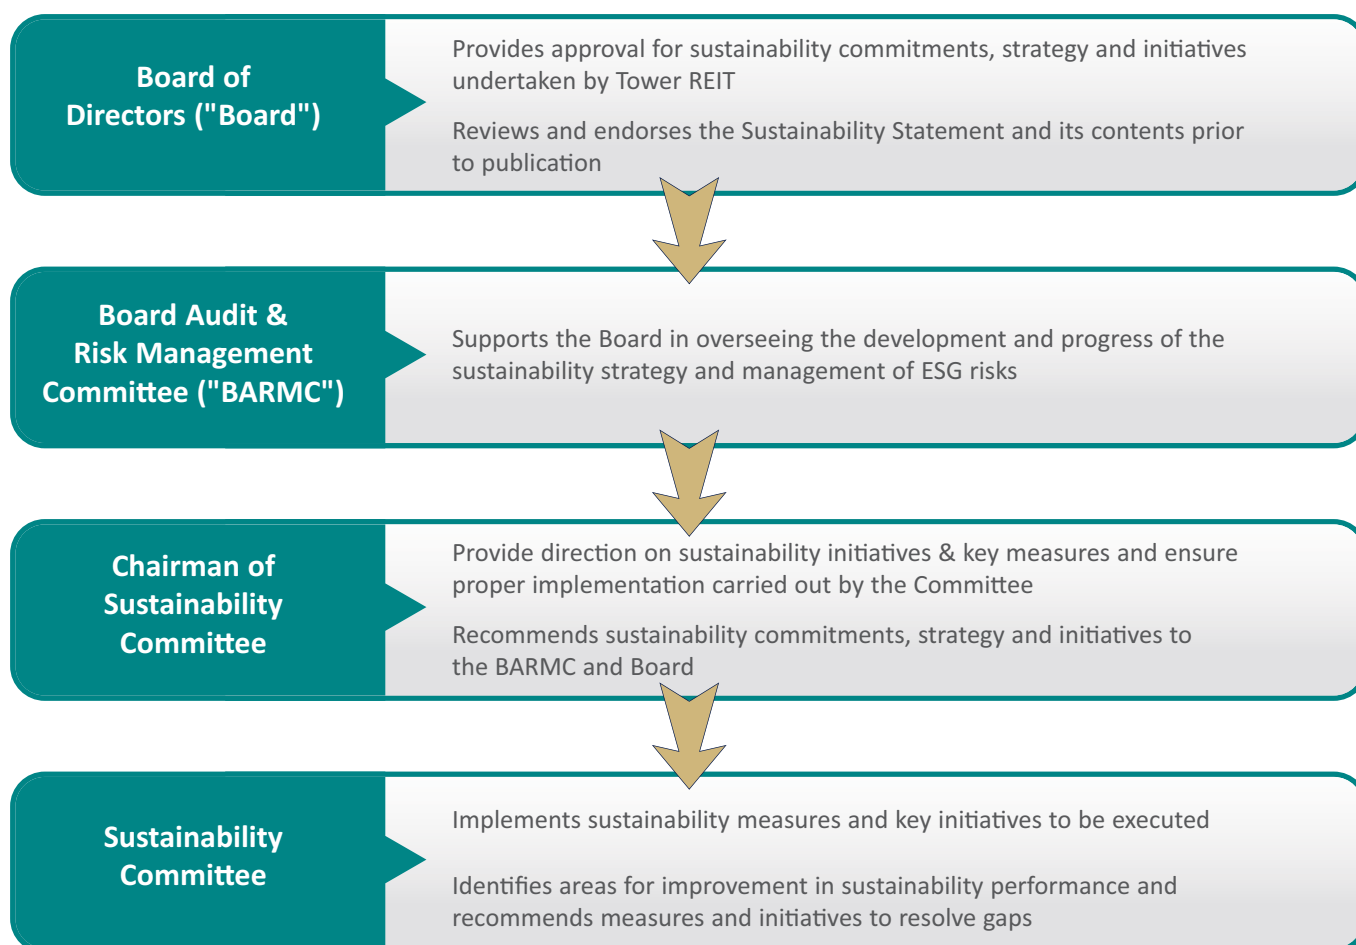 Board of
Directors ("Board")
Provides approval for sustainability commitments, strategy and initiatives
undertaken by Tower REIT
Reviews and endorses the Sustainability Statement and its contents prior
to publication
Board Audit &
Risk Management
Committee ("BARMC")
Supports the Board in overseeing the development and progress of the
sustainability strategy and management of ESG risks
Chairman of
Sustainability
Committee
Provide direction on sustainability initiatives & key measures and ensure
proper implementation carried out by the Committee
Recommends sustainability commitments, strategy and initiatives to
the BARMC and Board
Sustainability
Committee
Implements sustainability measures and key initiatives to be executed
Identifies areas for improvement in sustainability performance and
recommends measures and initiatives to resolve gaps